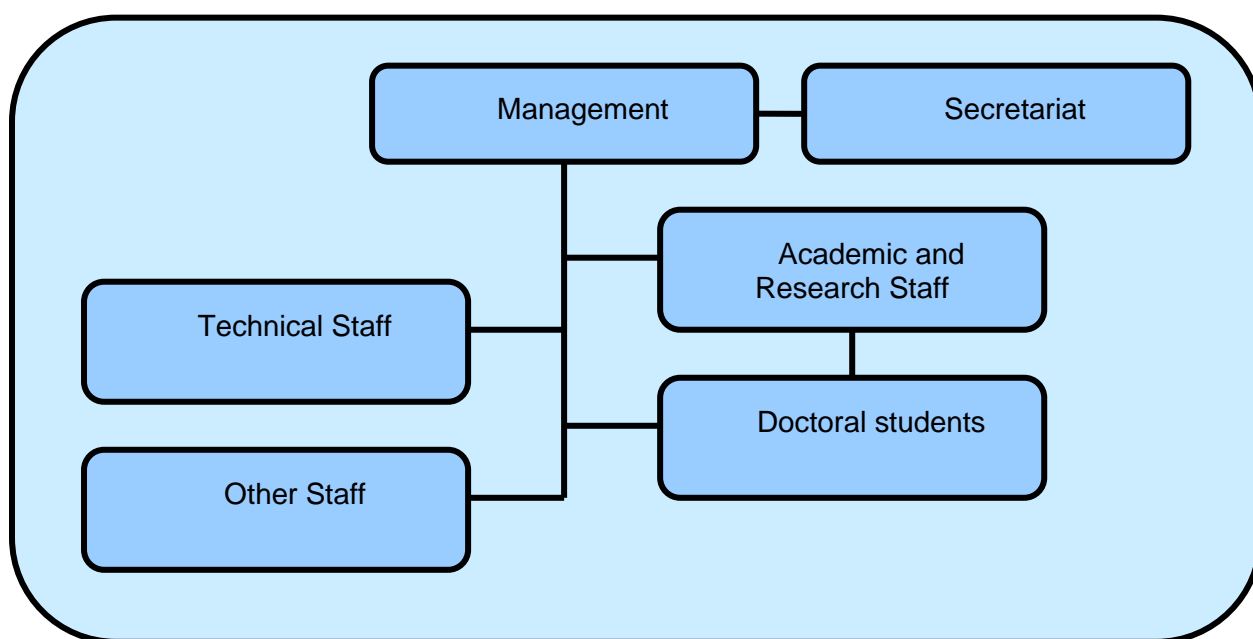 Management
Secretariat
Academic and
Research Staff
Technical Staff
Doctoral students
Other Staff